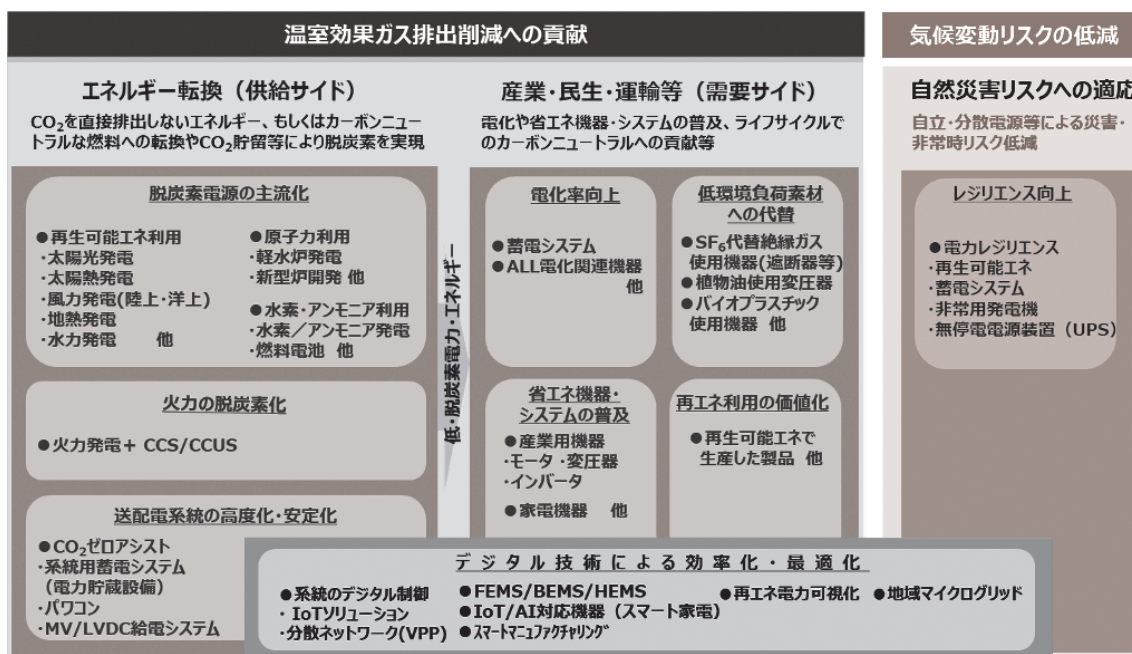 温室効果ガス排出削減への貢献
エネルギー転換（供給サイド）
CO₂を直接排出しないエネルギー、もしくはカーボンニュー
トラルな燃料への転換やCO₂貯留等により脱炭素を実現
脱炭素電源の主流化
●再生可能エネ利用
・太陽光発電
・太陽熱発電
・風力発電(陸上・洋上)
・地熱発電
・水力発電　　他
●原子力利用
・軽水炉発電
・新型炉開発 他
●水素・アンモニア利用
・水素／アンモニア発電
・燃料電池 他
火力の脱炭素化
●火力発電＋ CCS/CCUS
送配電系統の高度化・安定化
●CO₂ゼロアシスト
・系統用蓄電システム
（電力貯蔵設備）
・パワコン
・MV/LVDC給電システム
低・脱炭素電力・エネルギー
産業・民生・運輸等（需要サイド）
電化や省エネ機器・システムの普及、ライフサイクルで
のカーボンニュートラルへの貢献等
電化率向上
●蓄電システム
●ALL電化関連機器
他
低環境負荷素材
への代替
●SF₆代替絶縁ガス
使用機器(遮断器等)
●植物油使用変圧器
●バイオプラスチック
使用機器 他
省エネ機器・
システムの普及
●産業用機器
・モータ・変圧器
・インバータ
●家電機器　他
再エネ利用の価値化
●再生可能エネで
生産した製品 他
デジタル技術による効率化・最適化
●系統のデジタル制御
・IoTソリューション
・分散ネットワーク(VPP)
●FEMS/BEMS/HEMS
●IoT/AI対応機器（スマート家電）
●スマートマニュファクチャリング
●再エネ電力可視化
●地域マイクログリッド
気候変動リスクの低減
自然災害リスクへの適応
自立・分散電源等による災害・
非常時リスク低減
レジリエンス向上
●電力レジリエンス
・再生可能エネ
・蓄電システム
・非常用発電機
・無停電電源装置（UPS）